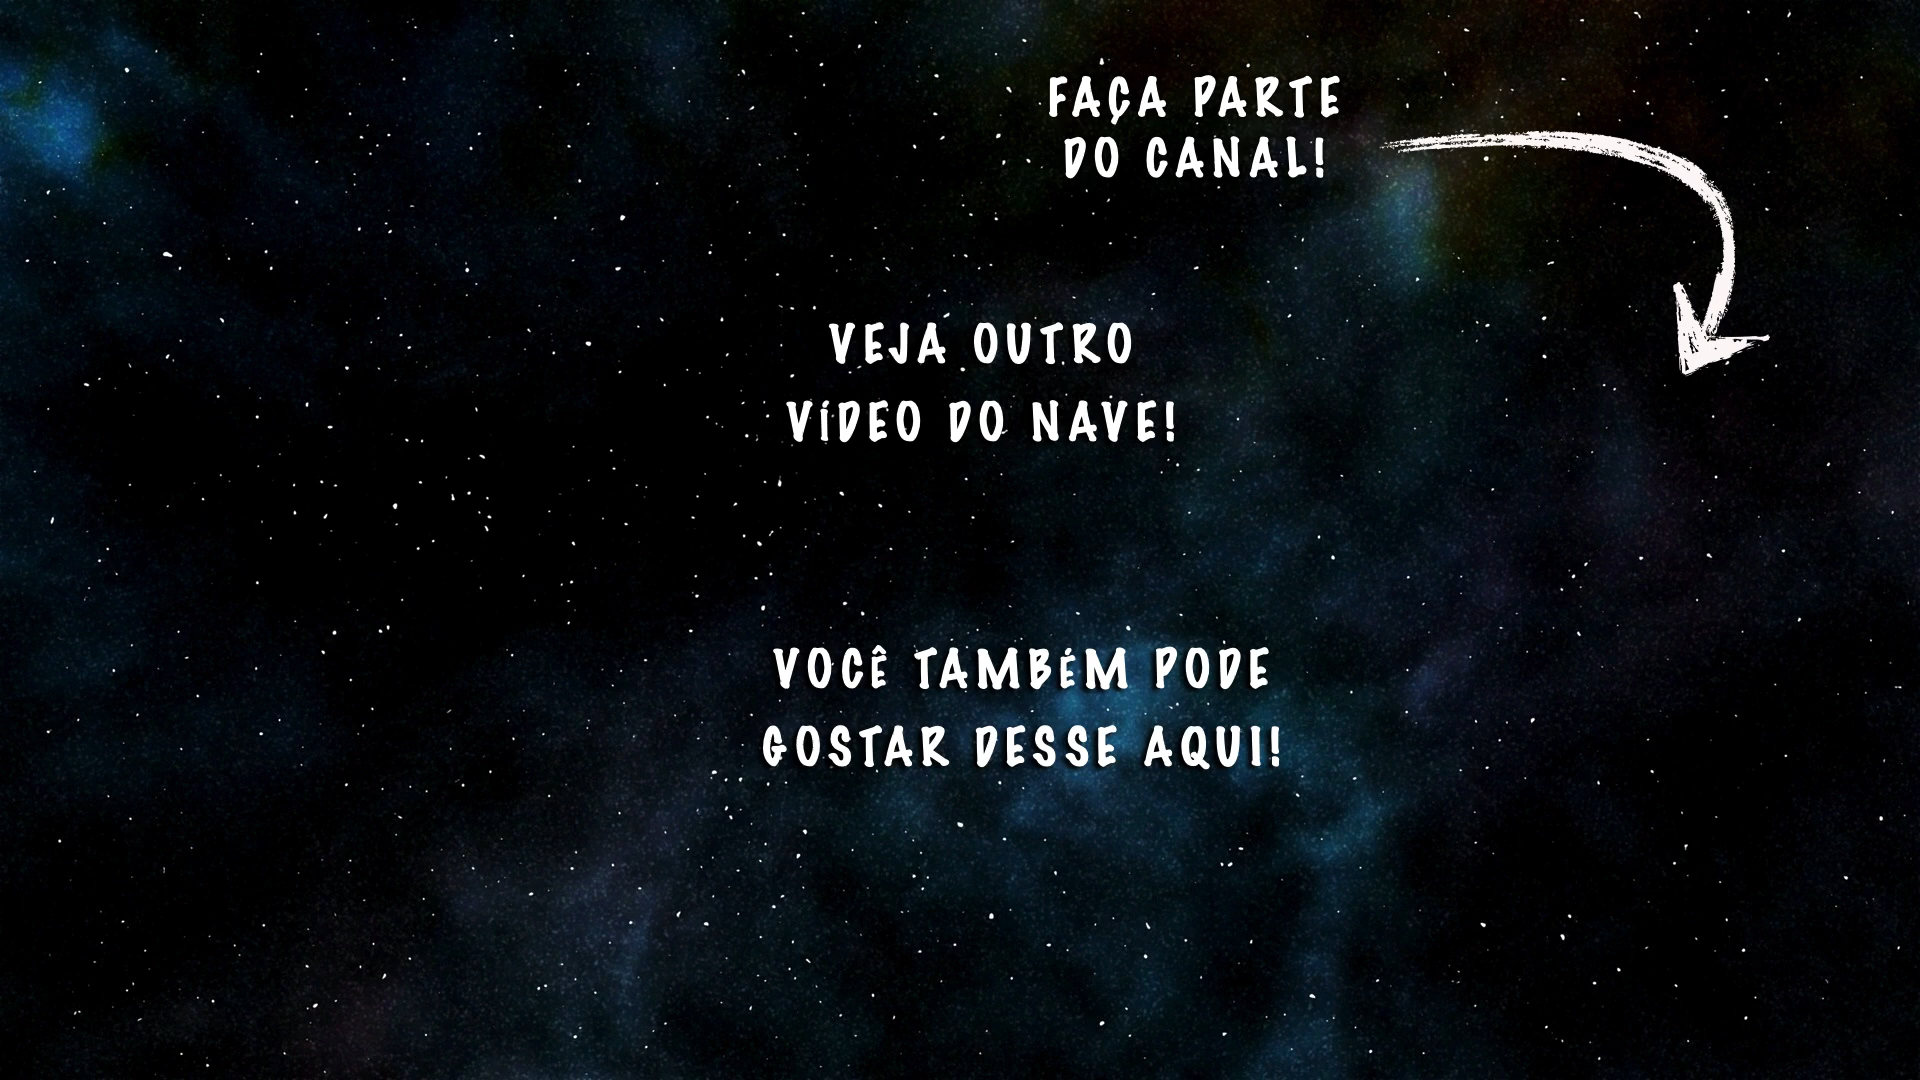 FAÇA PARTE
DO CANAL!
VEJA OUTRO
VÍDEO DO NAVE!
VOCÊ TAMBÉM PODE
GOSTAR DESSE AQUI!